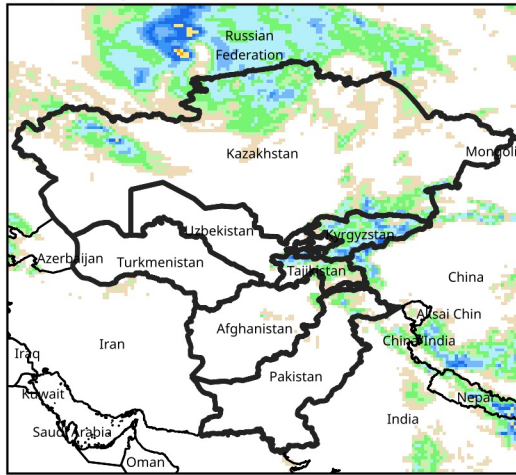 Russian
Federation
Kazakhstan
Mongoli
Uzbekistan
Kyrgyzstan
Azerbaijan
Turkmenistan
Tajikistan
China
Aksai Chin
Afghanistan
China/India
Iran
Iraq
Pakistan
Kuwait
Nepal
India
Saudi Arabia
Oman